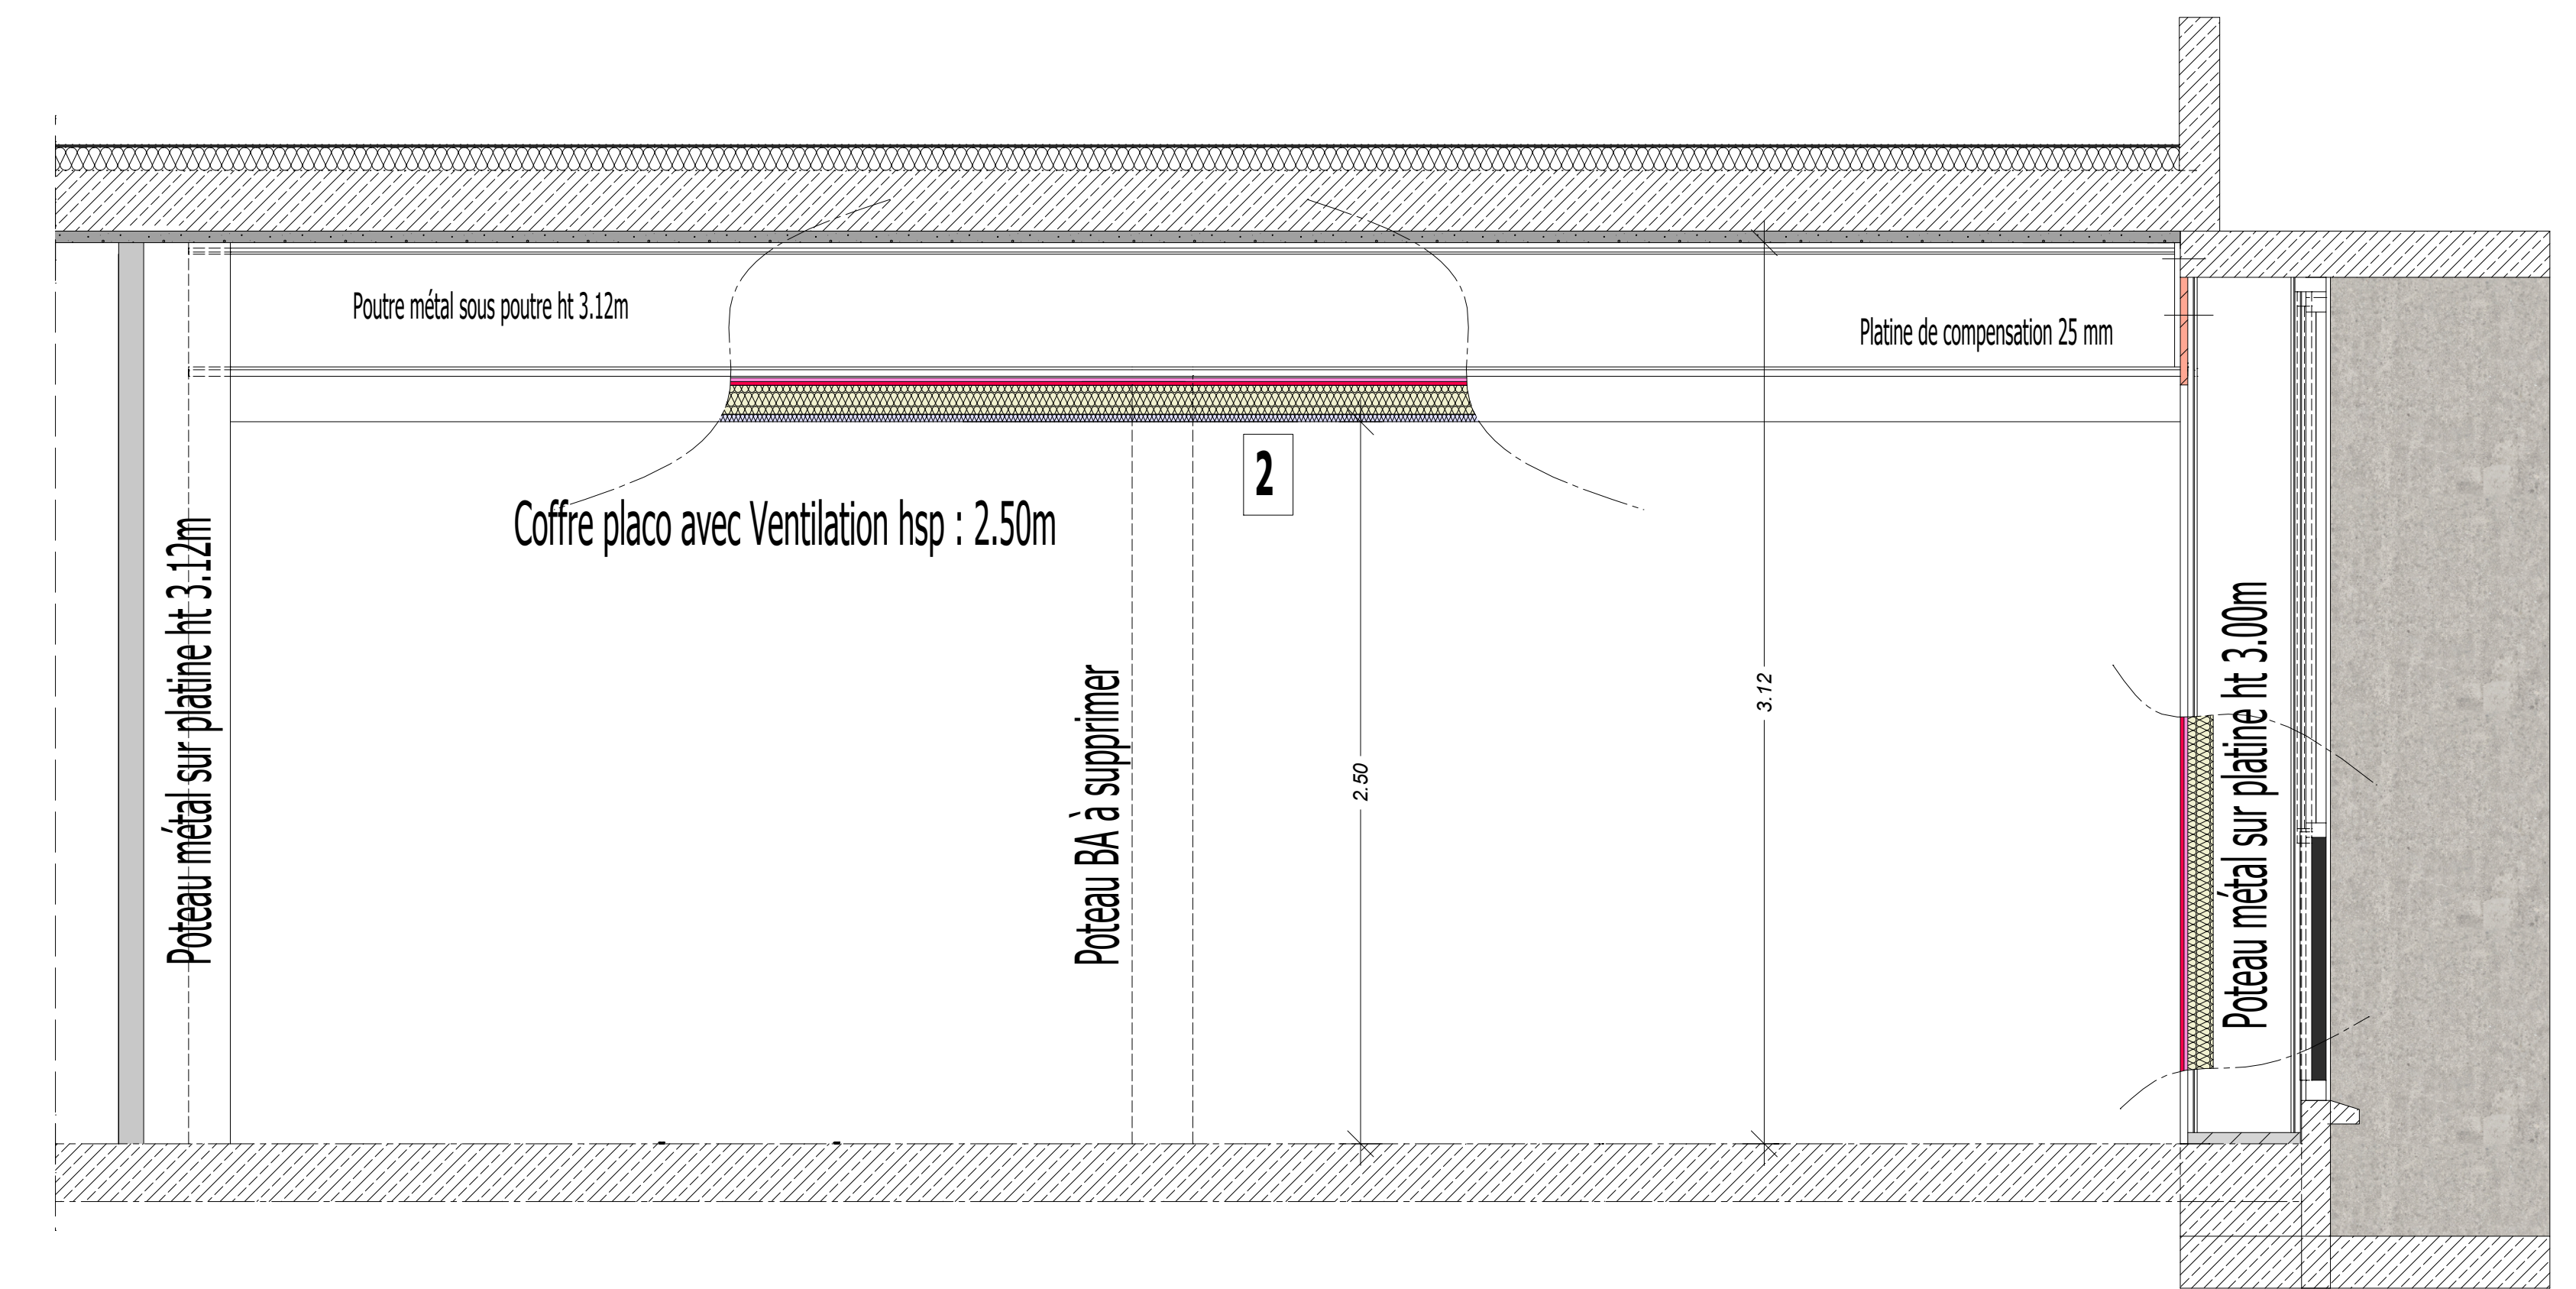 Poutre métal sous poutre ht 3.12m
Platine de compensation 25 mm
2
Coffre placo avec Ventilation hsp : 2.50m
Poteau métal sur platine ht 3.12m
Poteau BA à supprimer
2.50
3.12
Poteau métal sur platine ht 3.00m